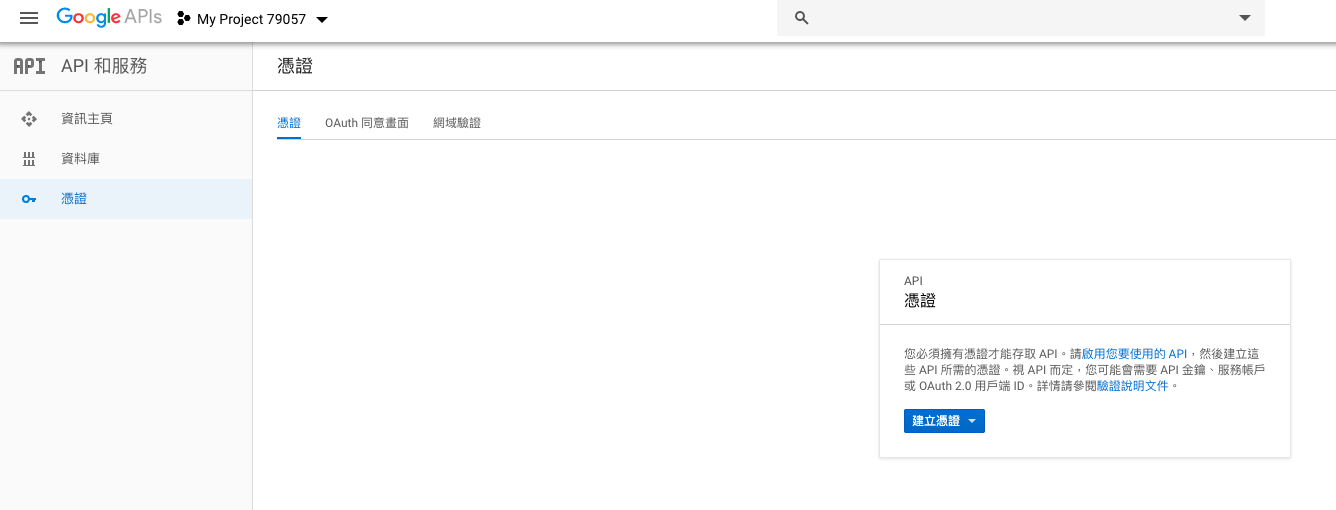 Google APIs
My Project 79057
API API 和服務
憑證
資訊主頁
資料庫
憑證
憑證
OAuth 同意畫面
網域驗證
API
憑證
您必須擁有憑證才能存取 API。請啟用您要使用的 API，然後建立這
些 API 所需的憑證。視 API 而定，您可能會需要 API 金鑰、服務帳戶
或 OAuth 2.0 用戶端 ID。詳情請參閱驗證說明文件。
建立憑證